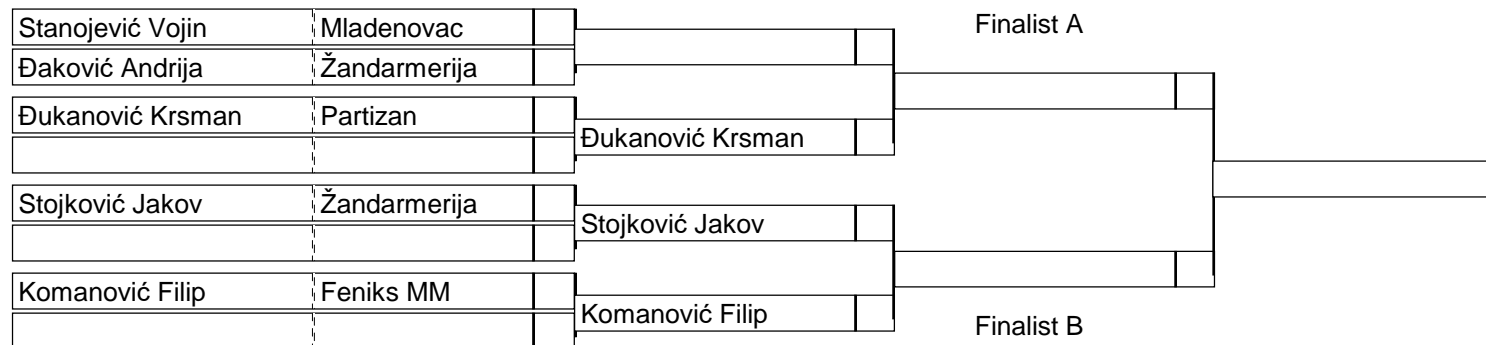 Stanojević Vojin Mladenovac
Đaković Andrija Žandarmerija
Đukanović Krsman Partizan
Stojković Jakov Žandarmerija
Komanović Filip Feniks MM
Đukanović Krsman
Stojković Jakov
Komanović Filip
Finalist A
Finalist B